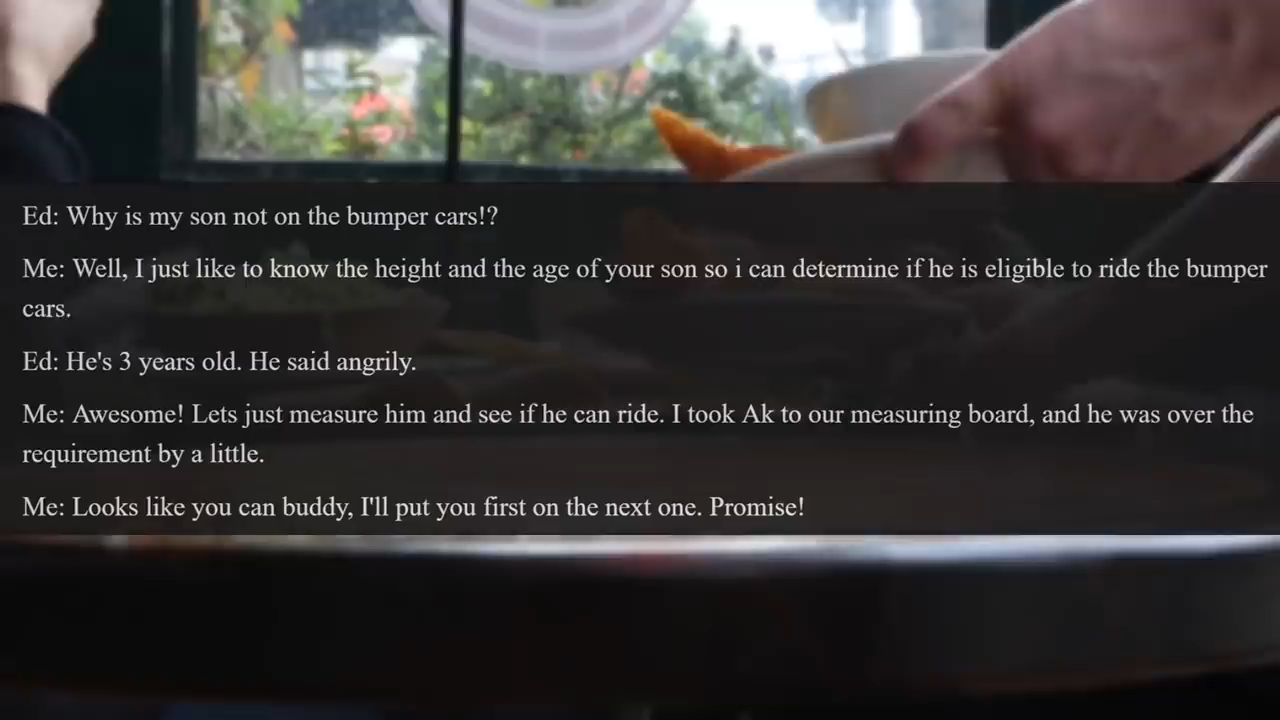 Ed: Why is my son not on the bumper cars!?
Me: Well, I just like to know the height and the age of your son so i can determine if he is eligible to ride the bumper
cars.
Ed: He's 3 years old. He said angrily.
Me: Awesome! Lets just measure him and see if he can ride. I took Ak to our measuring board, and he was over the
requirement by a little.
Me: Looks like you can buddy, I'll put you first on the next one. Promise!